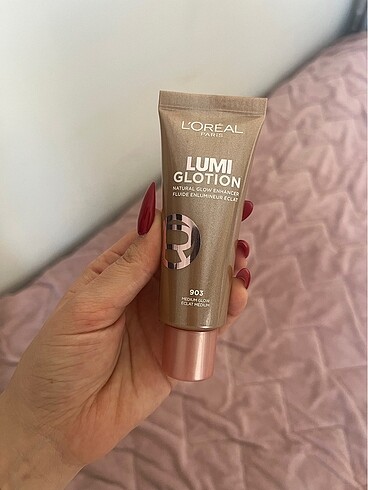 L'ORÉAL
PARIS
LUMI
GLOTION
NATURAL GLOW ENHANCER
FLUIDE ENLUMINEUR ÉCLAT
903
MEDIUM GLOW
ÉCLAT MEDIUM